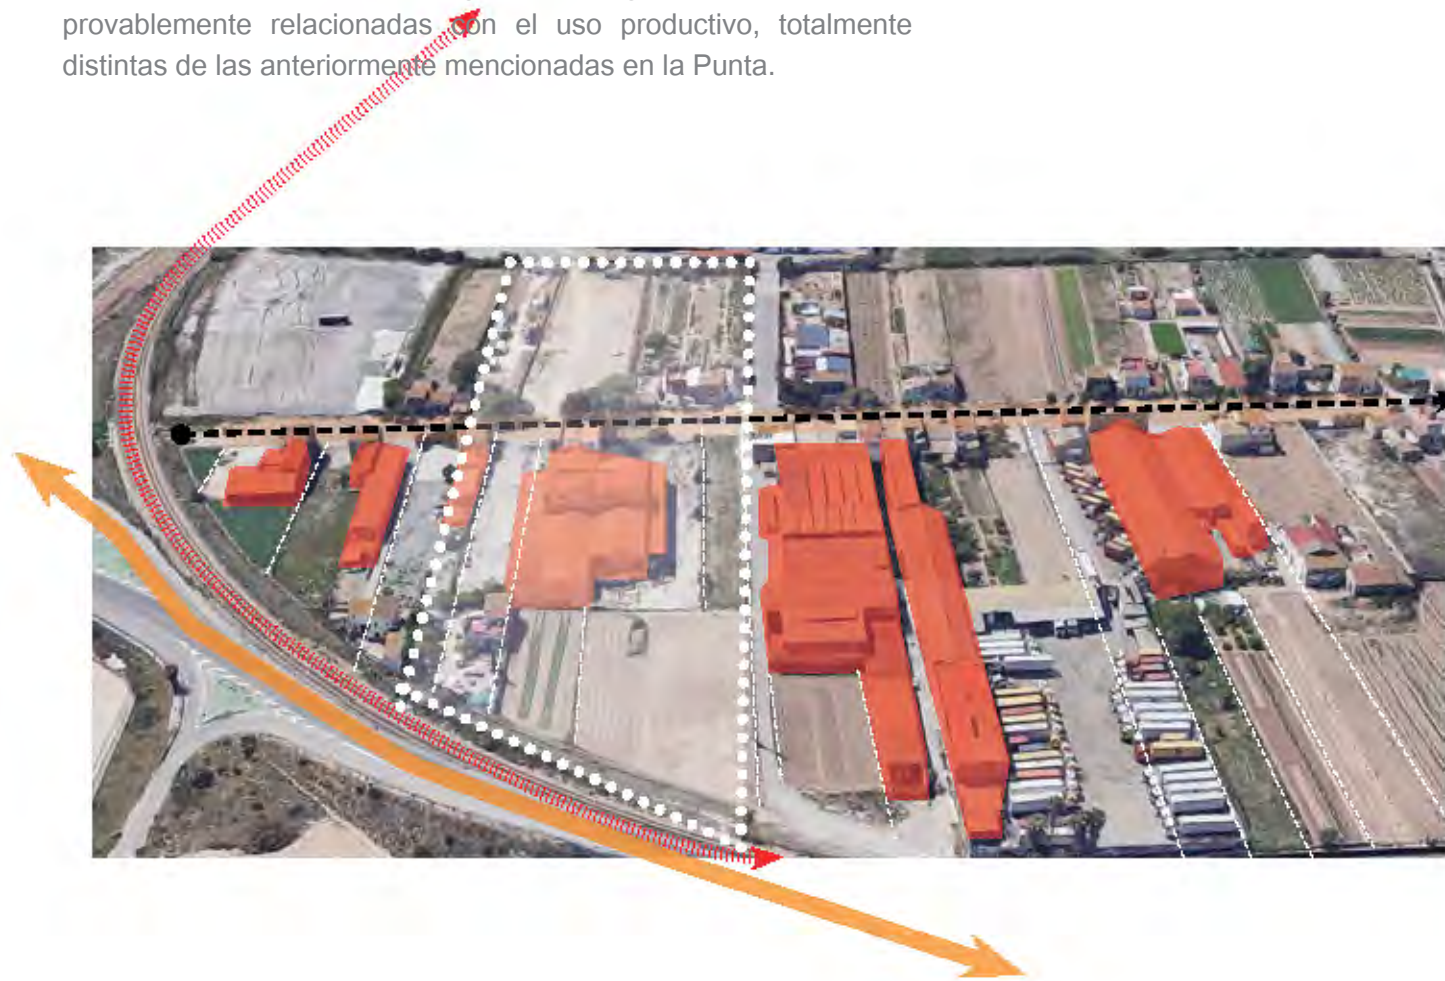 provablemente relacionadas con el uso productivo, totalmente
distintas de las anteriormente mencionadas en la Punta.